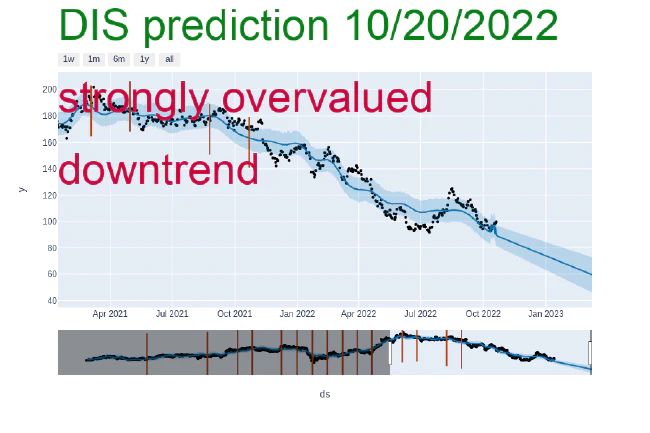 DIS prediction 10/20/2022
1w 1m 6m 1y all
strongly overvalued
downtrend
200
180
160
140
120
100
80
60
40
y
Apr 2021 Jul 2021 Oct 2021 Jan 2022 Apr 2022 Jul 2022 Oct 2022 Jan 2023
ds